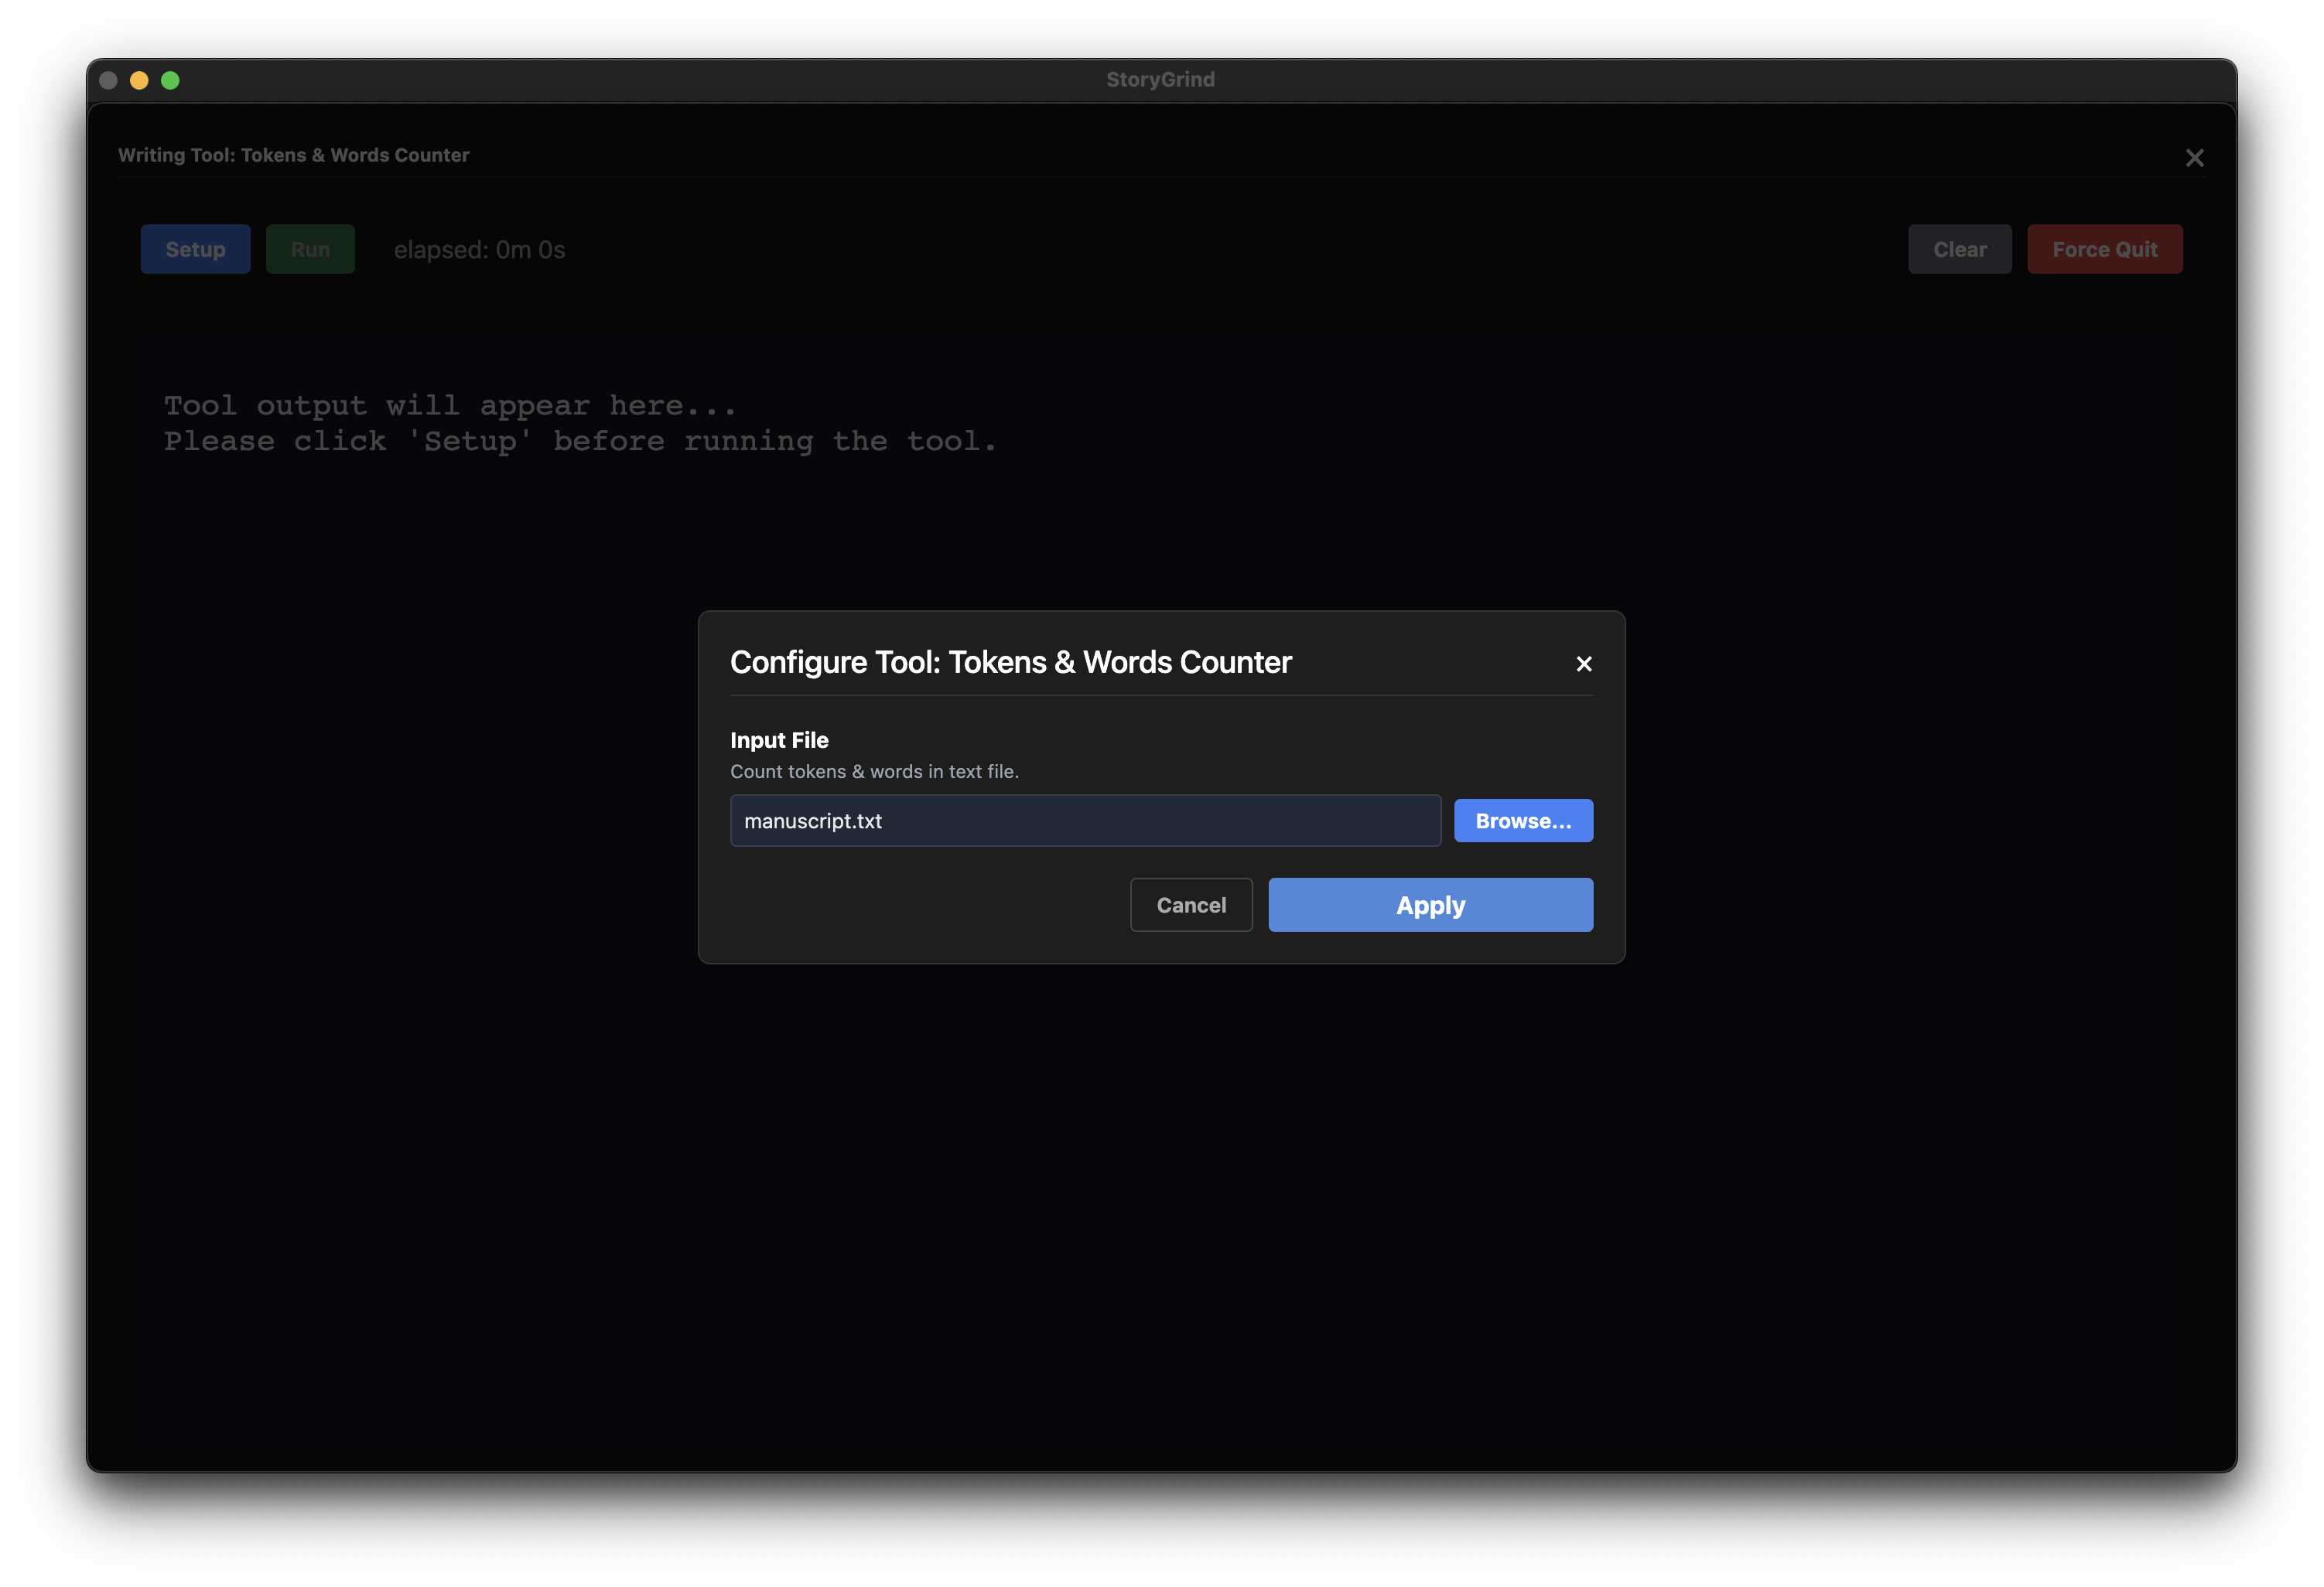 StoryGrind
Writing Tool: Tokens & Words Counter
Setup Run elapsed: 0m 0s Clear Force Quit
Tool output will appear here...
Please click 'Setup' before running the tool.
Configure Tool: Tokens & Words Counter
Input File
Count tokens & words in text file.
manuscript.txt Browse...
Cancel Apply